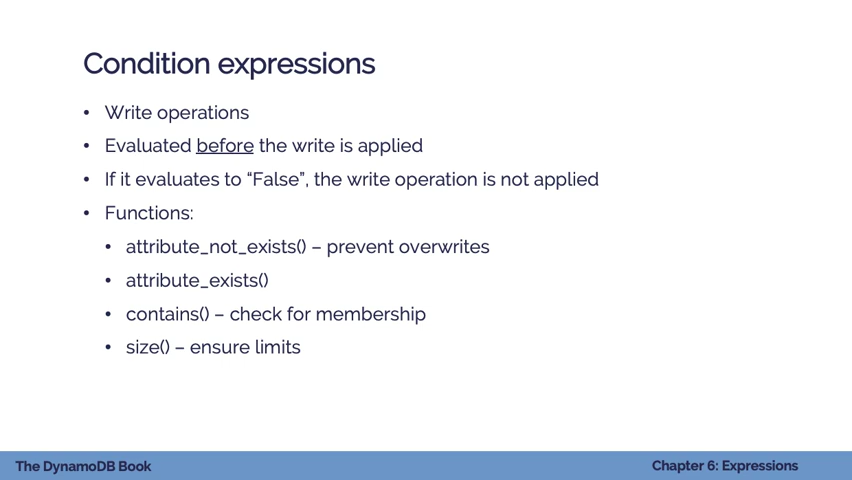 Condition expressions
• Write operations
• Evaluated before the write is applied
• If it evaluates to “False”, the write operation is not applied
• Functions:
• attribute_not_exists() – prevent overwrites
• attribute_exists()
• contains() – check for membership
• size() – ensure limits
The DynamoDB Book
Chapter 6: Expressions